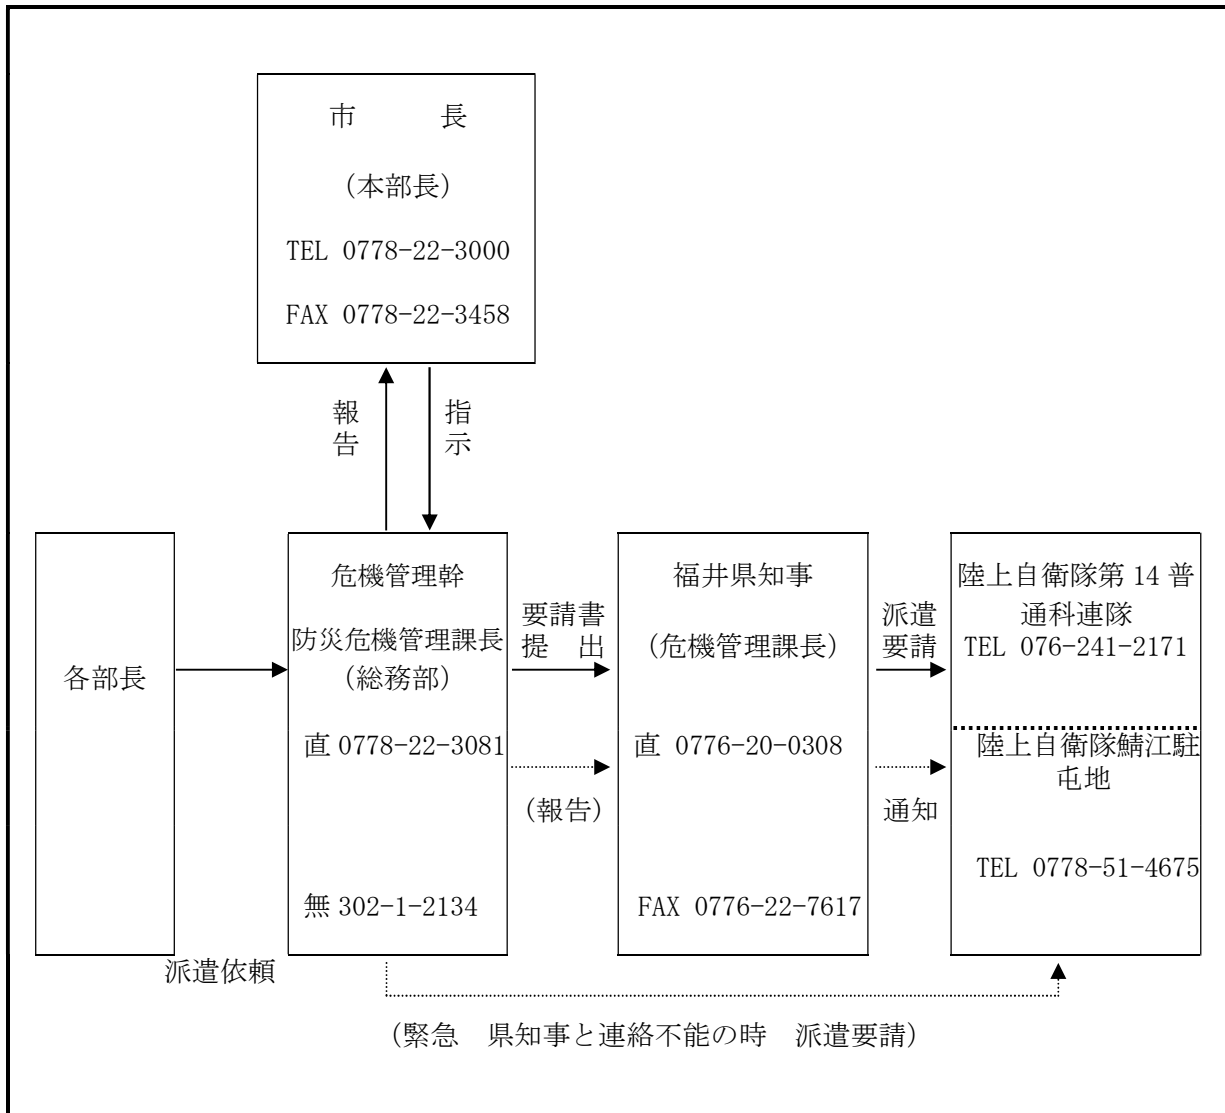 市　　　長
（本部長）
TEL 0778-22-3000
FAX 0778-22-3458
報告
指示
各部長
派遣依頼
危機管理幹
防災危機管理課長
（総務部）
直 0778-22-3081
無 302-1-2134
要請書
提　出
（報告）
福井県知事
（危機管理課長）
直 0776-20-0308
FAX 0776-22-7617
派遣
要請
通知
陸上自衛隊第 14 普
通科連隊
TEL 076-241-2171
陸上自衛隊鯖江駐
屯地
TEL 0778-51-4675
（緊急　県知事と連絡不能の時　派遣要請）